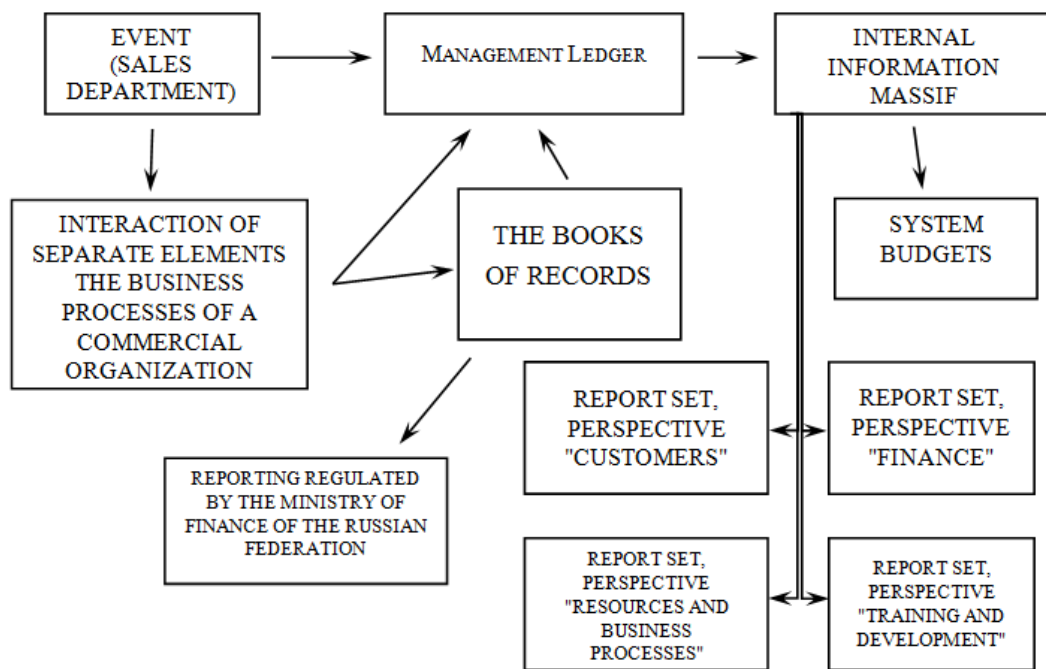 EVENT
(SALES
DEPARTMENT)
MANAGEMENT LEDGER
INTERNAL
INFORMATION
MASSIF
INTERACTION OF
SEPARATE ELEMENTS
THE BUSINESS
PROCESSES OF A
COMMERCIAL
ORGANIZATION
THE BOOKS
OF RECORDS
SYSTEM
BUDGETS
REPORT SET,
PERSPECTIVE
"CUSTOMERS"
REPORT SET,
PERSPECTIVE
"FINANCE"
REPORTING REGULATED
BY THE MINISTRY OF
FINANCE OF THE RUSSIAN
FEDERATION
REPORT SET,
PERSPECTIVE
"RESOURCES AND
BUSINESS
PROCESSES"
REPORT SET,
PERSPECTIVE
"TRAINING AND
DEVELOPMENT"